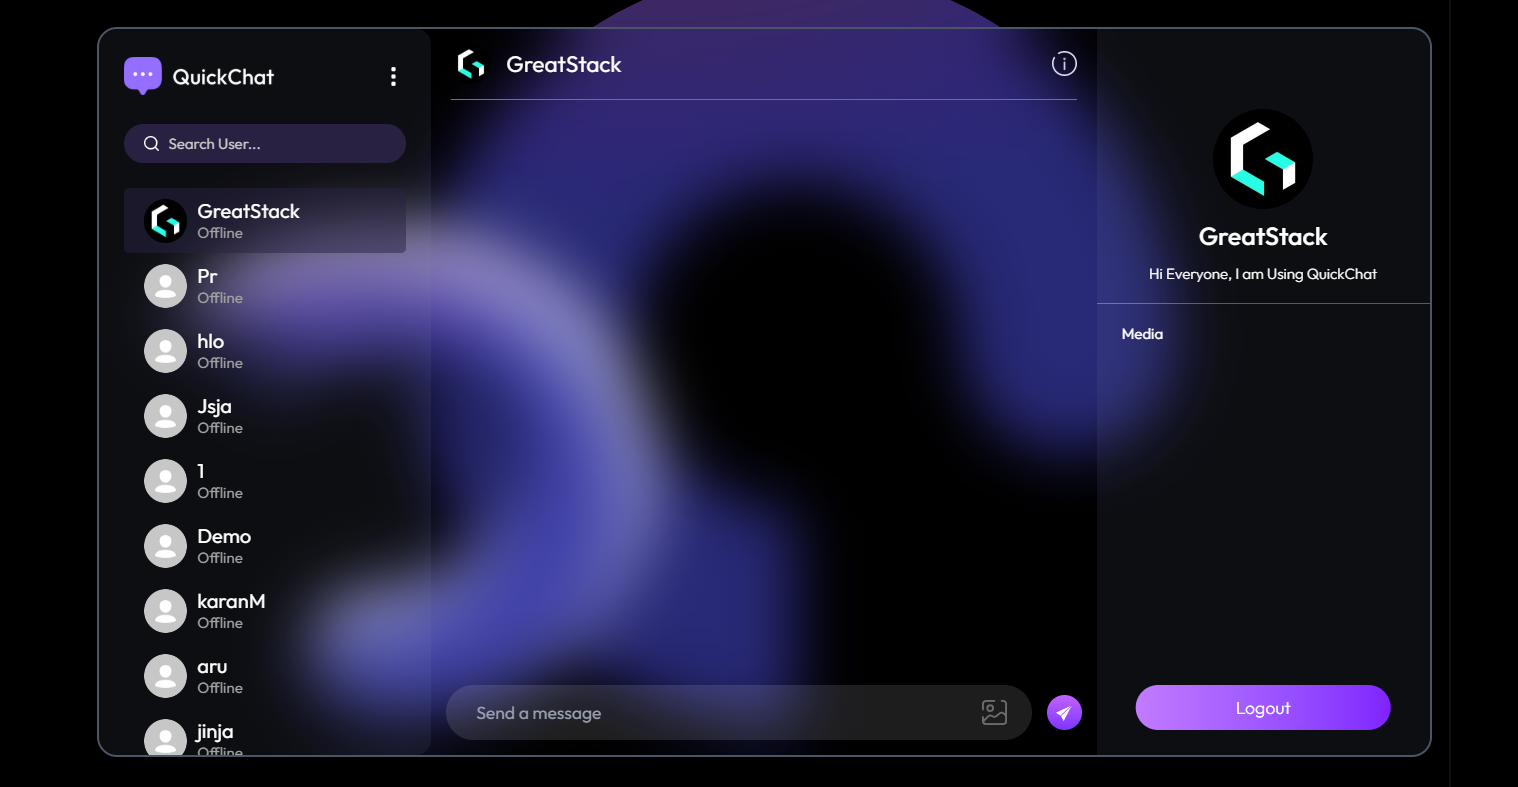 QuickChat
Search User...
GreatStack
Offline
Pr
Offline
hlo
Offline
Jsja
Offline
1
Offline
Demo
Offline
karanM
Offline
aru
Offline
jinja
Offline
GreatStack
Send a message
GreatStack
Hi Everyone, I am Using QuickChat
Media
Logout